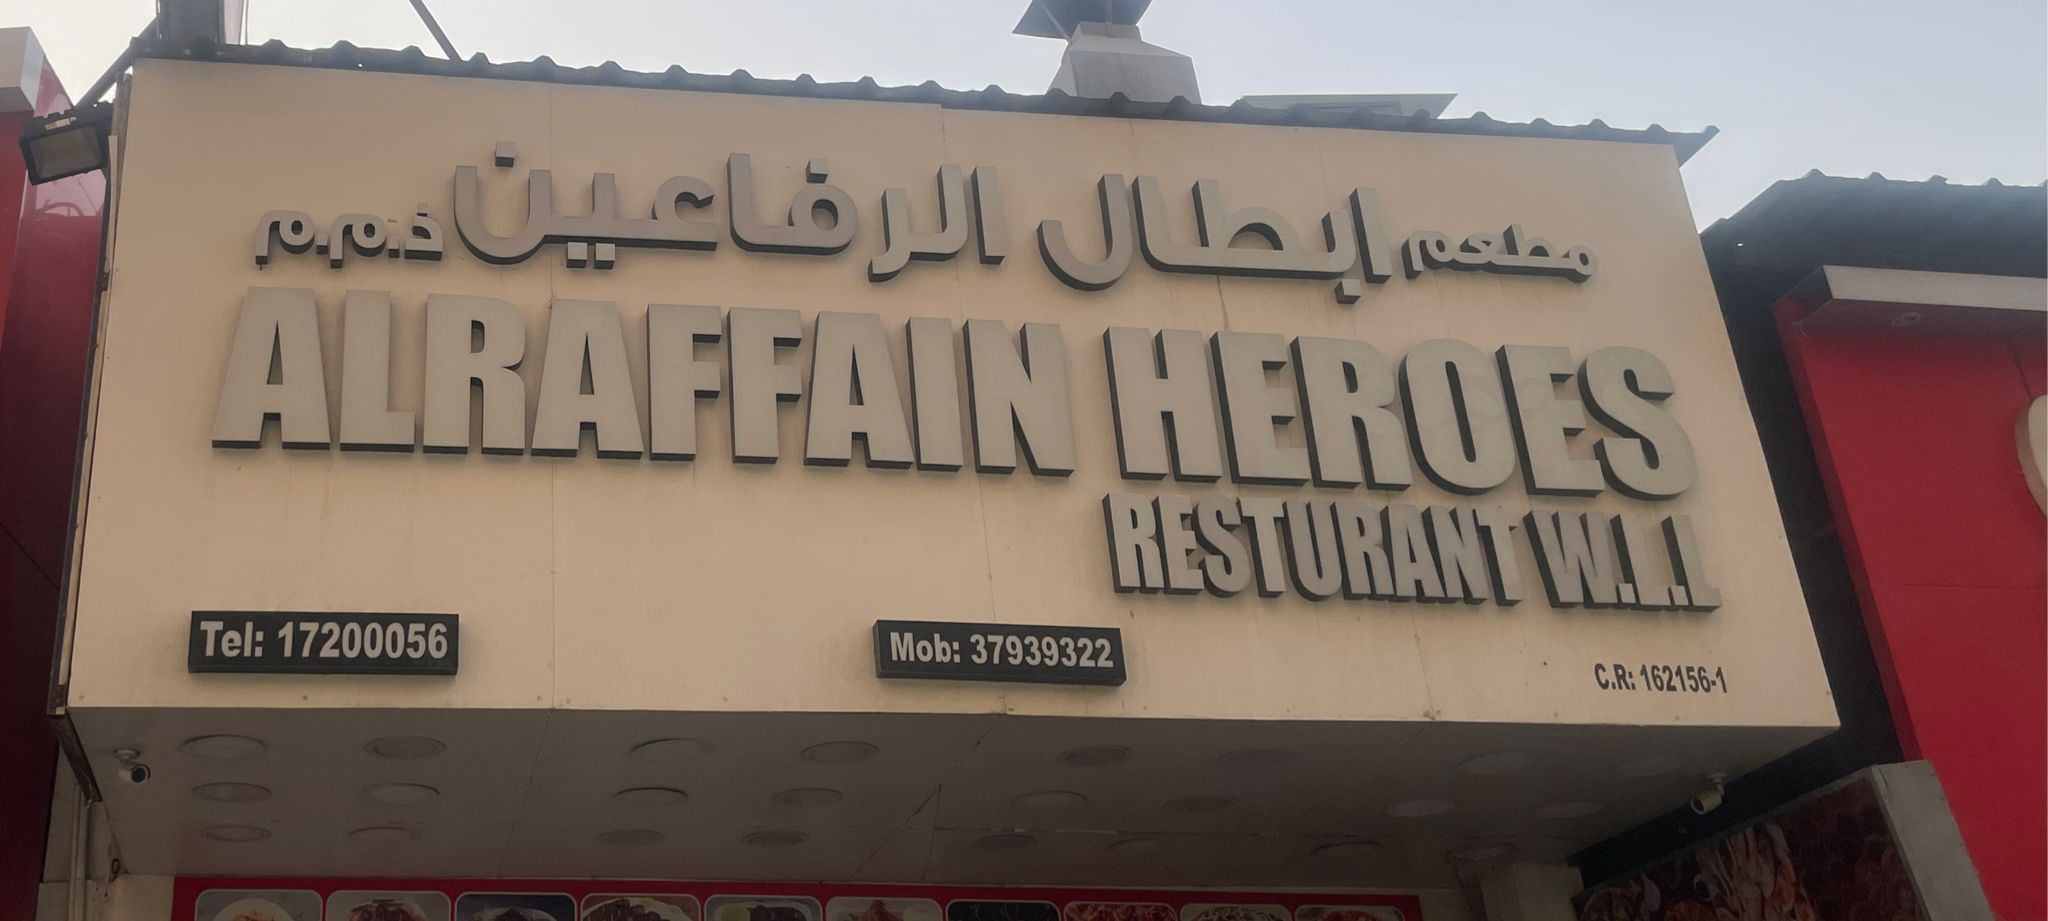 مطعم ابطال الرفاعين ذ.م.م
ALRAFFAIN HEROES
RESTURANT W.L.L
Tel: 17200056
Mob: 37939322
C.R: 162156-1